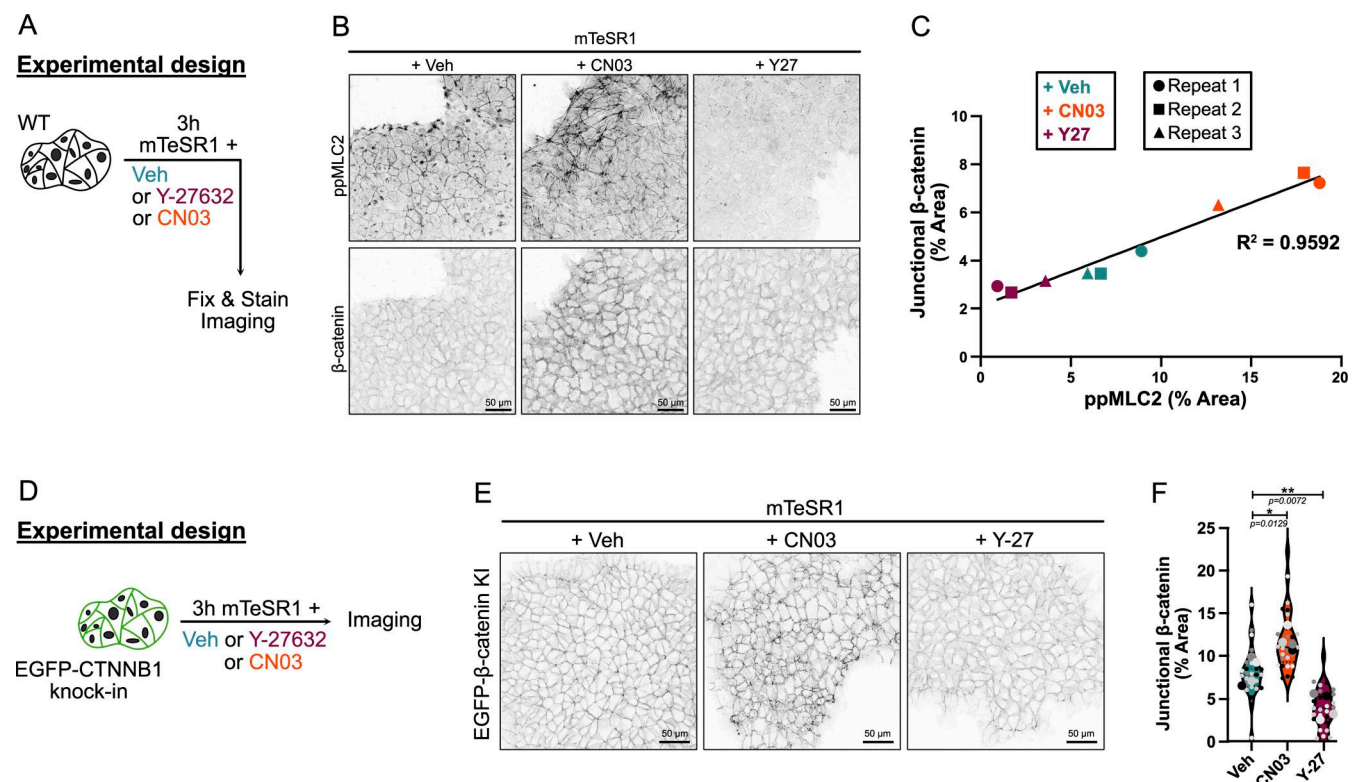 A
Experimental design
WT
3h
mTeSR1 +
Veh
or Y-27632
or CN03
Fix & Stain
Imaging
B
mTeSR1
+ Veh
+ CN03
+ Y27
ppMLC2
β-catenin
50 µm
50 µm
50 µm
C
+ Veh
+ CN03
+ Y27
Repeat 1
Repeat 2
Repeat 3
Junctional β-catenin
(% Area)
10
8
6
4
2
0
R² = 0.9592
0
5
10
15
20
ppMLC2 (% Area)
D
Experimental design
3h mTeSR1 +
Veh or Y-27632
or CN03
Imaging
EGFP-CTNNB1
knock-in
E
mTeSR1
+ Veh
+ CN03
+ Y-27
EGFP-β-catenin KI
50 µm
50 µm
50 µm
F
**
p=0.0072
*
p=0.0129
Junctional β-catenin
(% Area)
25
20
15
10
5
0
Veh
CN03
Y-27